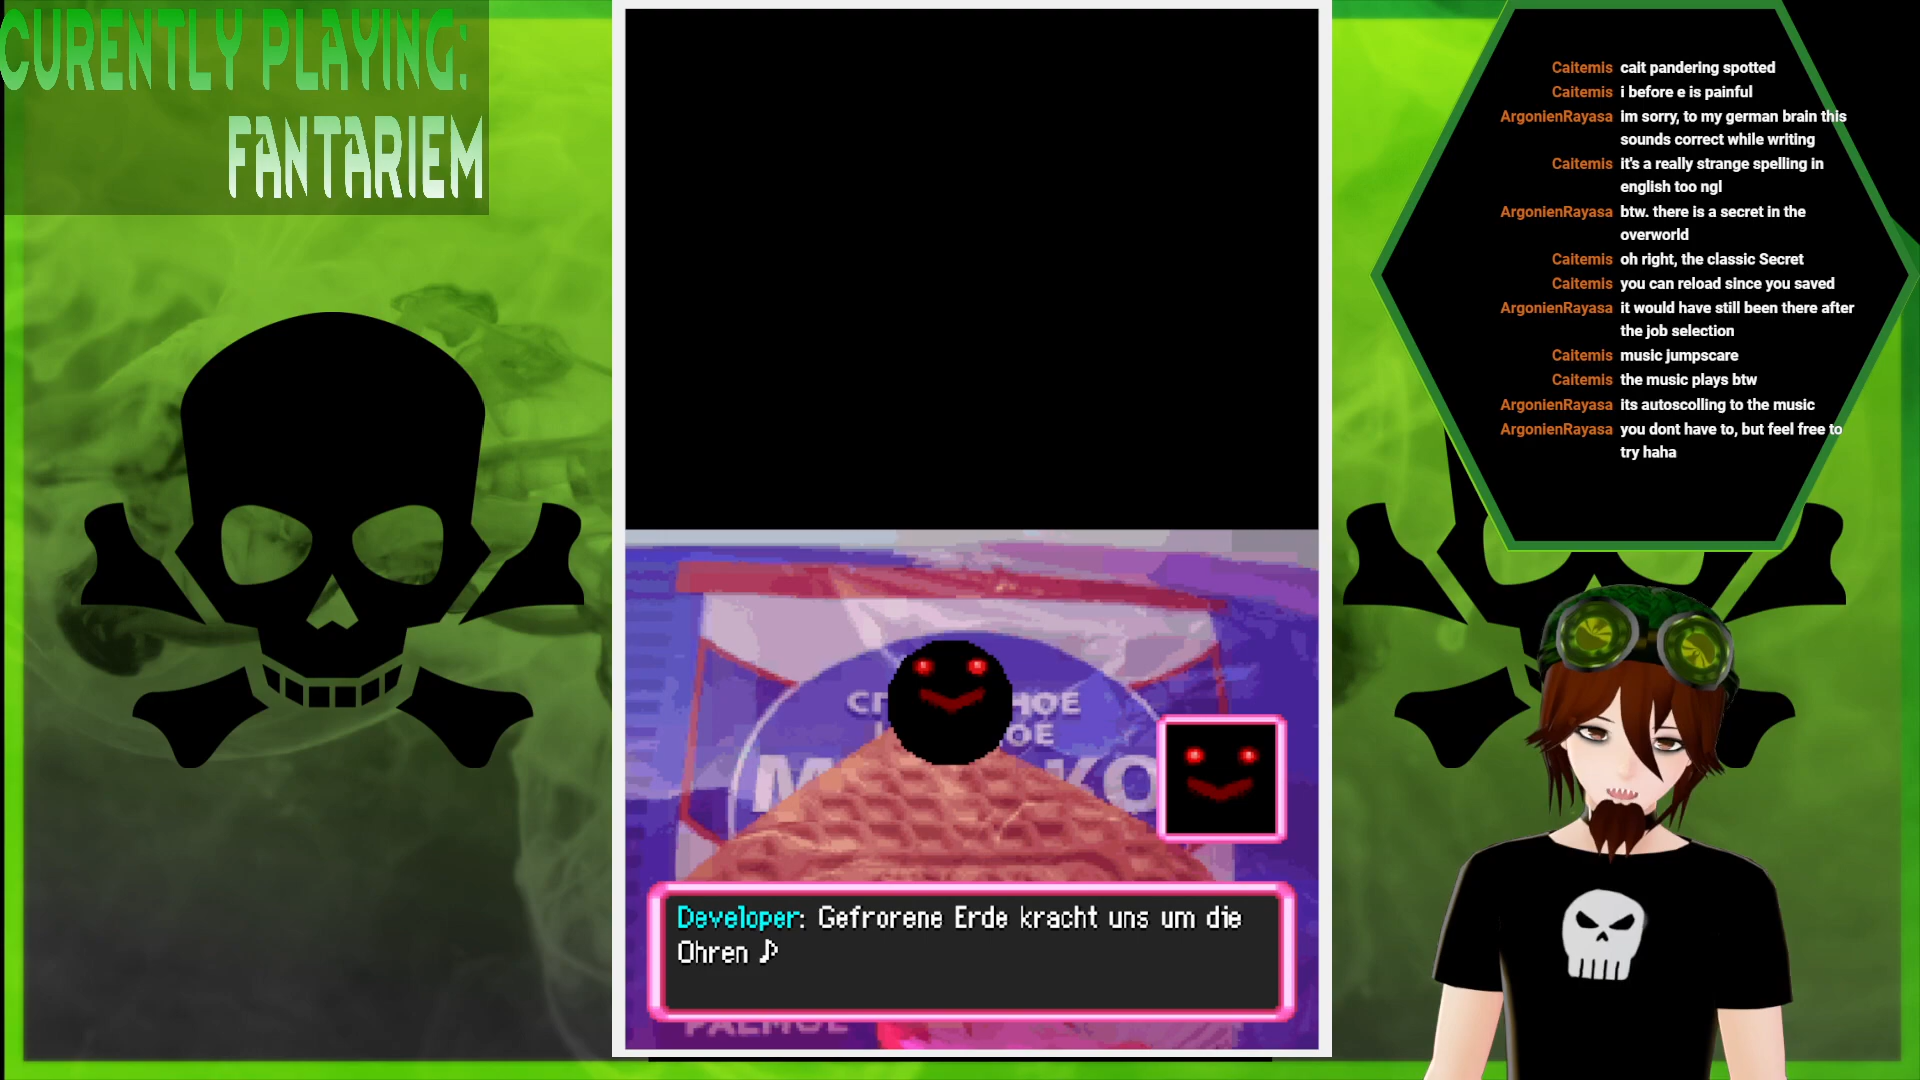 CURENTLY PLAYING:
FANTARIEM
Caitemis cait pandering spotted
Caitemis i before e is painful
ArgonienRayasa im sorry, to my german brain this
sounds correct while writing
Caitemis it's a really strange spelling in
english too ngl
ArgonienRayasa btw. there is a secret in the
overworld
Caitemis oh right, the classic Secret
Caitemis you can reload since you saved
ArgonienRayasa it would have still been there after
the job selection
Caitemis music jumpscare
Caitemis the music plays btw
ArgonienRayasa its autoscolling to the music
ArgonienRayasa you dont have to, but feel free to
try haha
Developer: Gefrorene Erde kracht uns um die
Ohren ♪